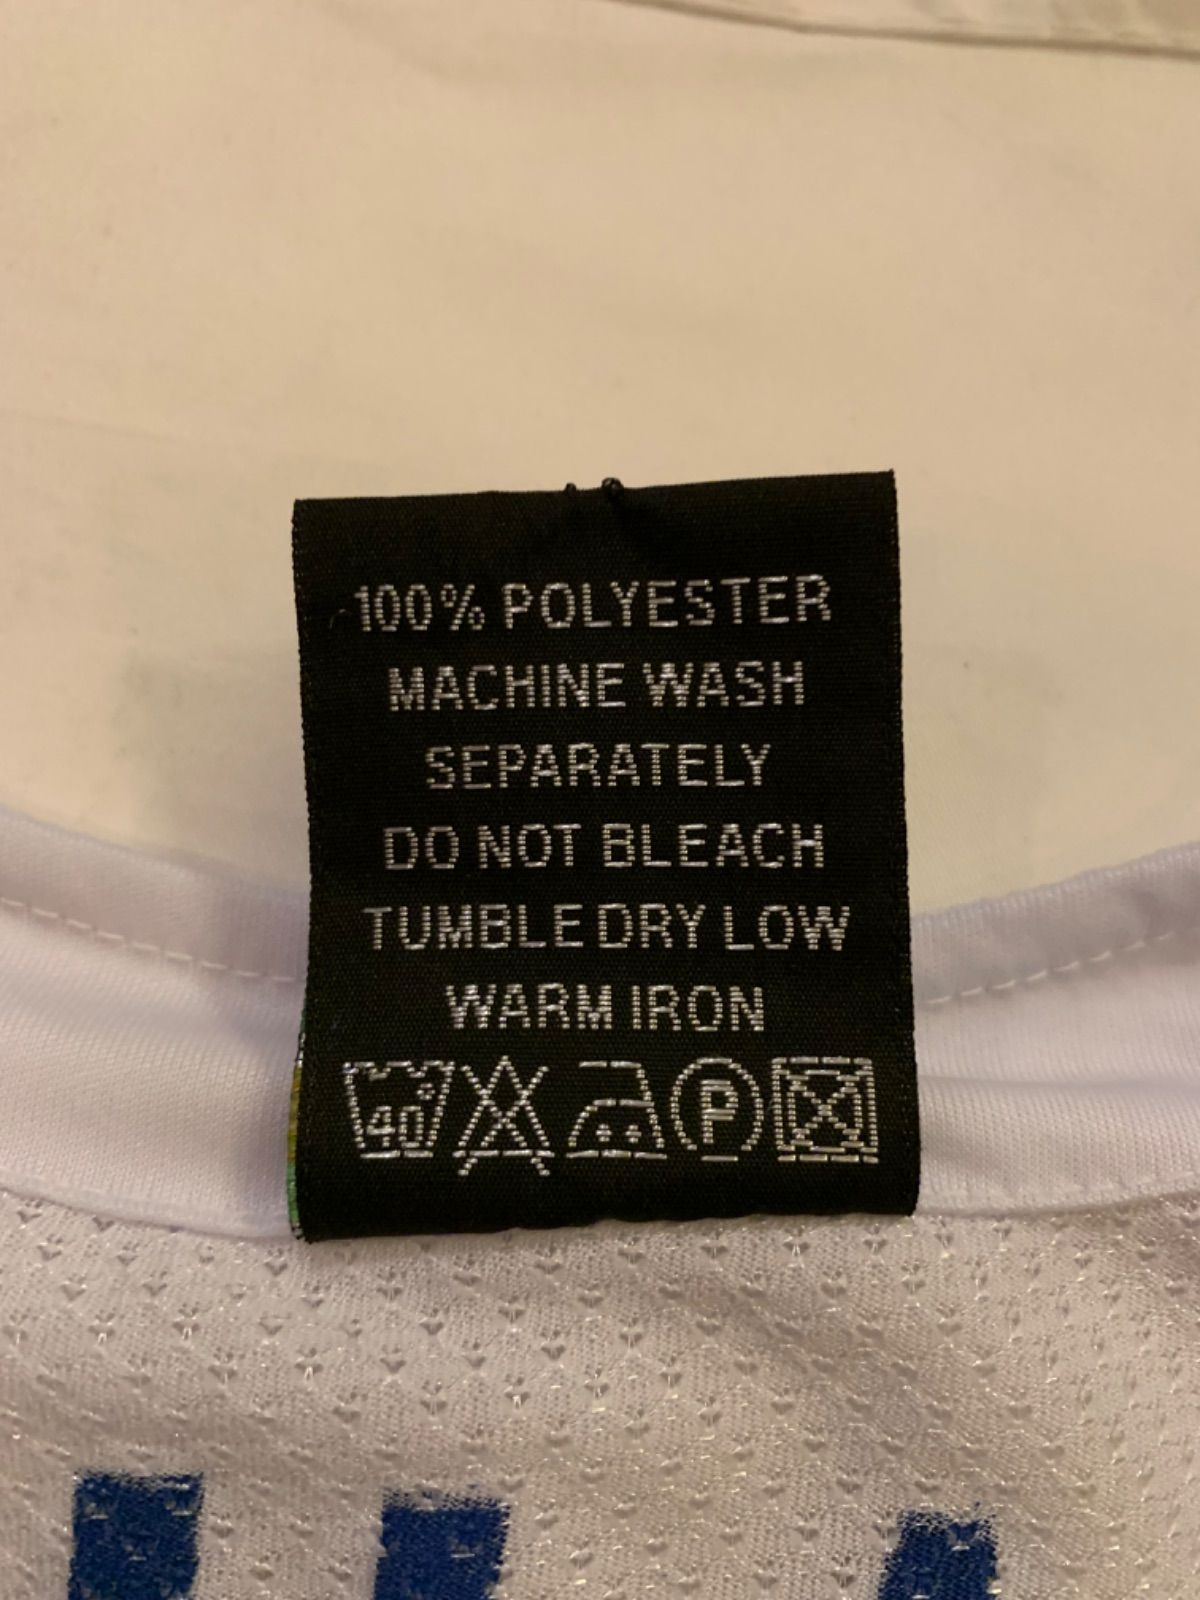 100% POLYESTER
MACHINE WASH
SEPARATELY
DO NOT BLEACH
TUMBLE DRY LOW
WARM IRON
40° P